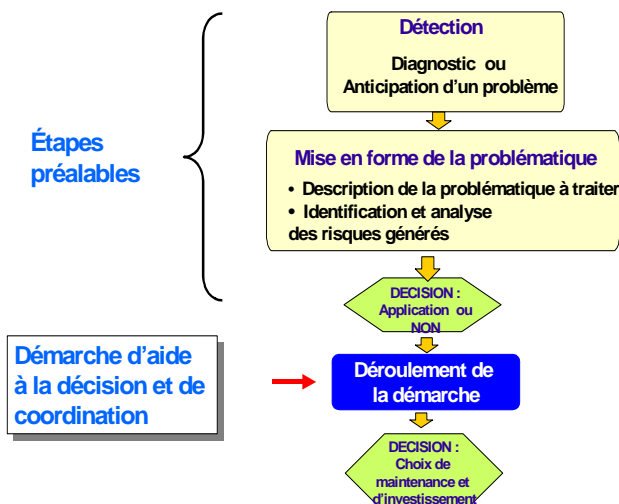 Détection
Diagnostic ou
Anticipation d'un problème
Étapes
préalables
Mise en forme de la problématique
• Description de la problématique à traiter
• Identification et analyse
des risques générés
DECISION :
Application ou
NON
Démarche d'aide
à la décision et de
coordination
Déroulement de
la démarche
DECISION :
Choix de
maintenance et
d'investissement